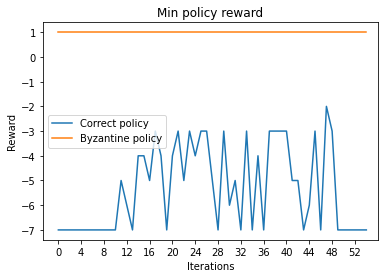 Min policy reward
1
0
−1
−2
−3
−4
−5
−6
−7
Reward
Correct policy
Byzantine policy
0 4 8 12 16 20 24 28 32 36 40 44 48 52
Iterations